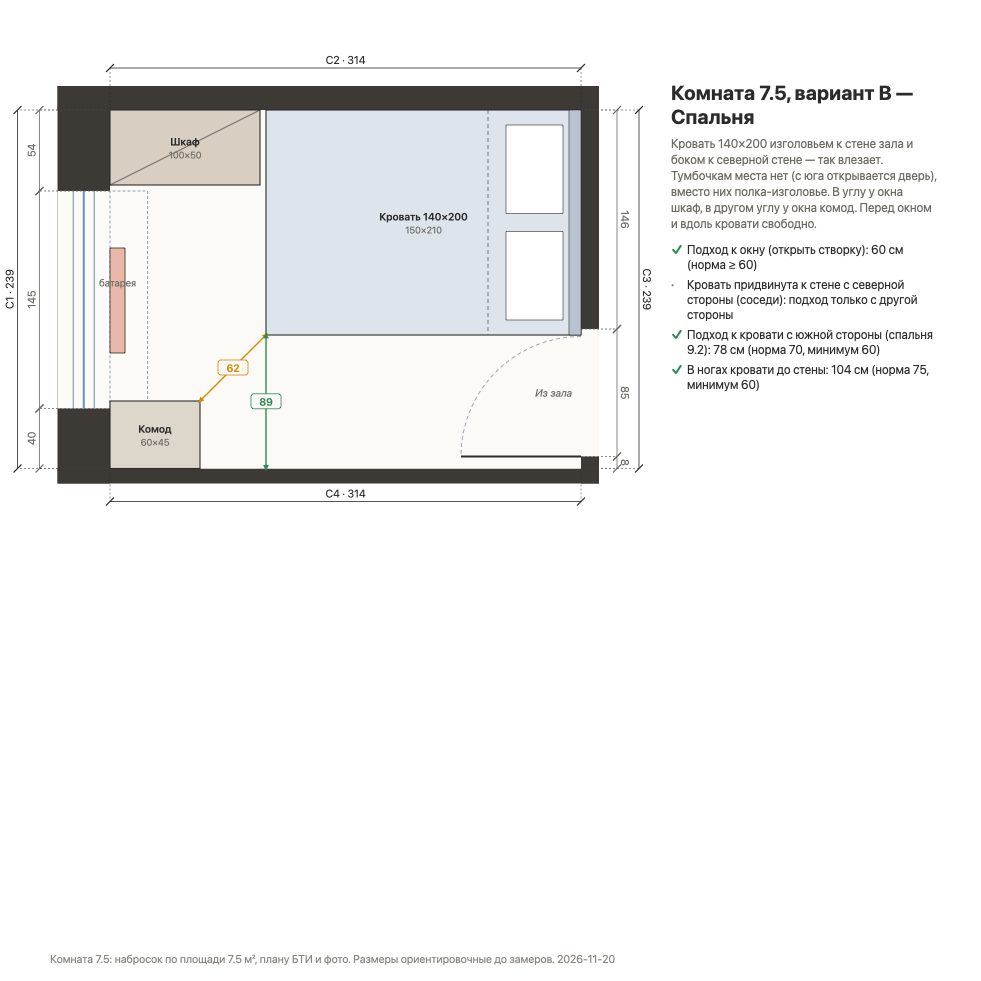 С2 · 314
Комната 7.5, вариант B —
Спальня
Кровать 140×200 изголовьем к стене зала и
боком к северной стене — так влезает.
Тумбочкам места нет (с юга открывается дверь),
вместо них полка-изголовье. В углу у окна
шкаф, в другом углу у окна комод. Перед окном
и вдоль кровати свободно.
Подход к окну (открыть створку): 60 см
(норма ≥ 60)
Кровать придвинута к стене с северной
стороны (соседи): подход только с другой
стороны
Подход к кровати с южной стороны (спальня
9.2): 78 см (норма 70, минимум 60)
В ногах кровати до стены: 104 см (норма 75,
минимум 60)
54
Шкаф
100×50
Кровать 140×200
150×210
146
С1 · 239
145
батарея
С3 · 239
62
89
85
Из зала
40
Комод
60×45
8
С4 · 314
Комната 7.5: набросок по площади 7.5 м², плану БТИ и фото. Размеры ориентировочные до замеров. 2026-11-20